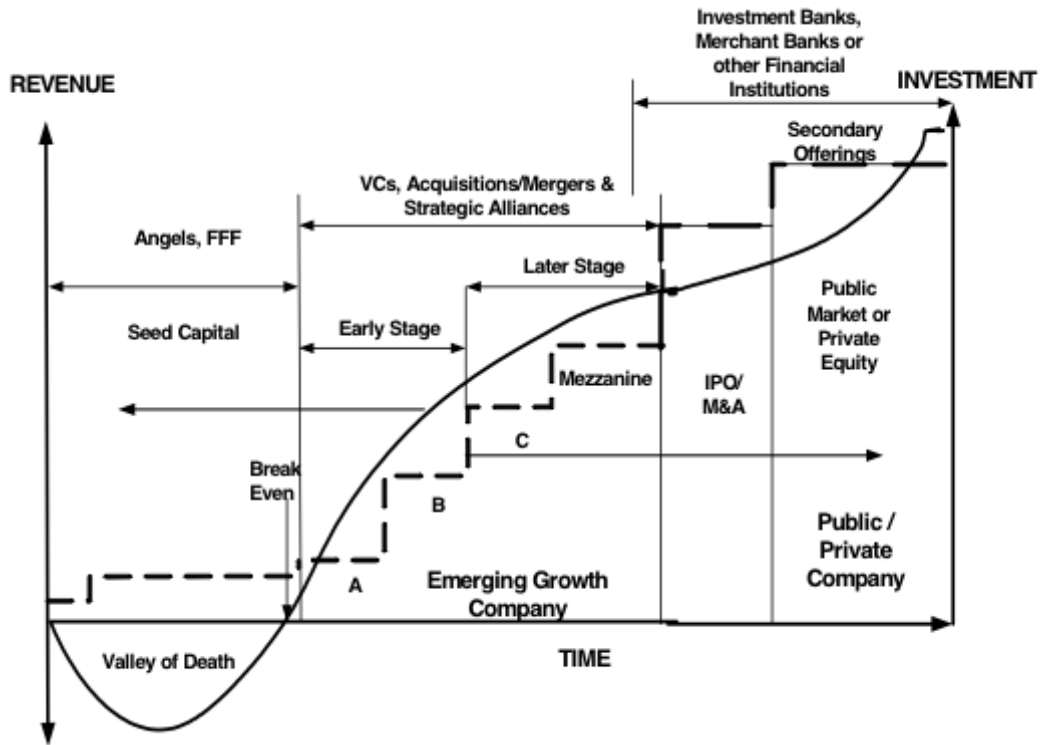 Investment Banks,
Merchant Banks or
other Financial
Institutions
REVENUE
INVESTMENT
Secondary
Offerings
VCs, Acquisitions/Mergers &
Strategic Alliances
Angels, FFF
Later Stage
Seed Capital
Early Stage
Public
Market or
Private
Equity
Mezzanine
IPO/
M&A
C
Break
Even
B
Public /
Private
Company
A
Emerging Growth
Company
Valley of Death
TIME